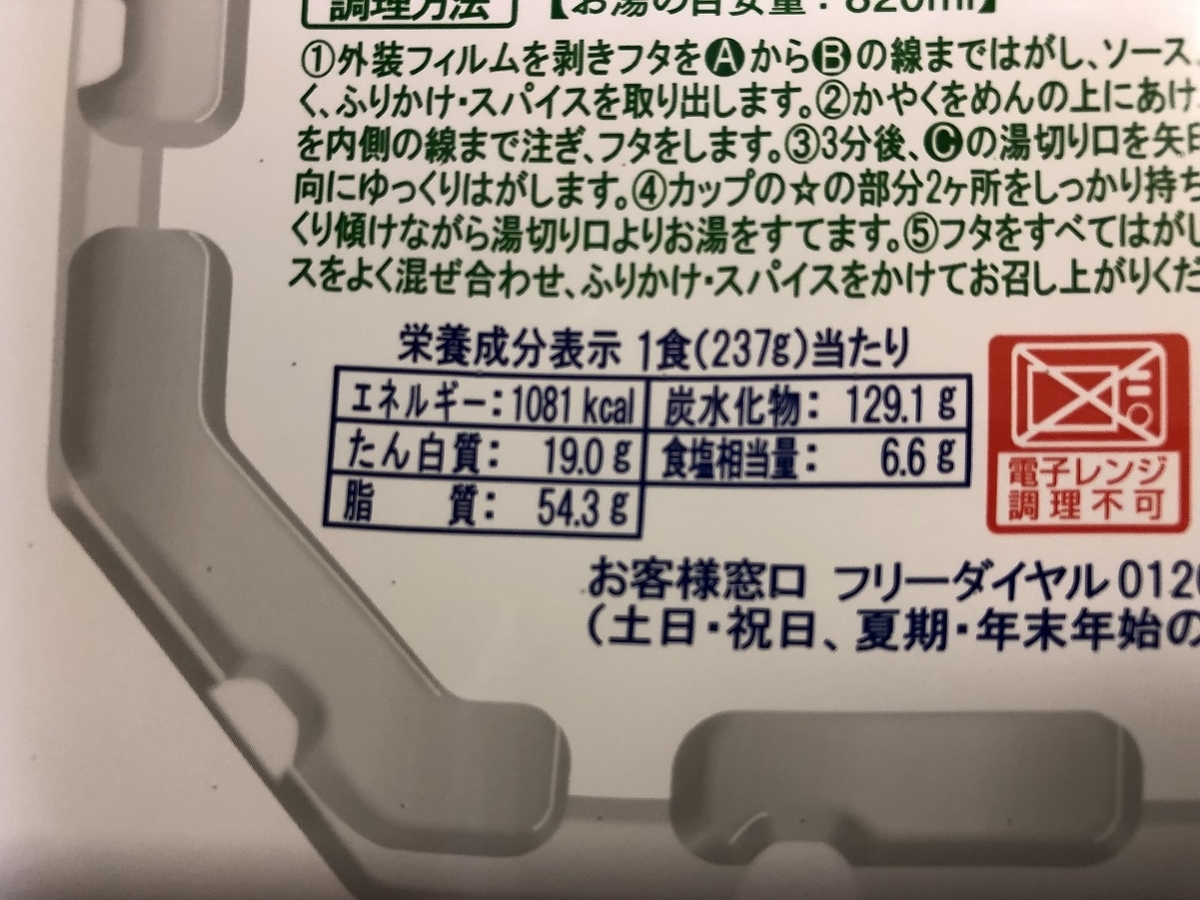 調理方法 【お湯の目安量：820ml】
①外装フィルムを剥きフタをAからBの線まではがし、ソース、
く、ふりかけ・スパイスを取り出します。②かやくをめんの上にあけ
を内側の線まで注ぎ、フタをします。③3分後、Cの湯切り口を矢印
向にゆっくりはがします。④カップの☆の部分2ヶ所をしっかり持ち
くり傾けながら湯切り口よりお湯をすてます。⑤フタをすべてはがし
スをよく混ぜ合わせ、ふりかけ・スパイスをかけてお召し上がりくだ
栄養成分表示 1食(237g)当たり
エネルギー：1081 kcal 炭水化物： 129.1 g
たん白質： 19.0 g 食塩相当量： 6.6 g
脂 質： 54.3 g
電子レンジ
調理不可
お客様窓口 フリーダイヤル 0120
(土日・祝日、夏期・年末年始の